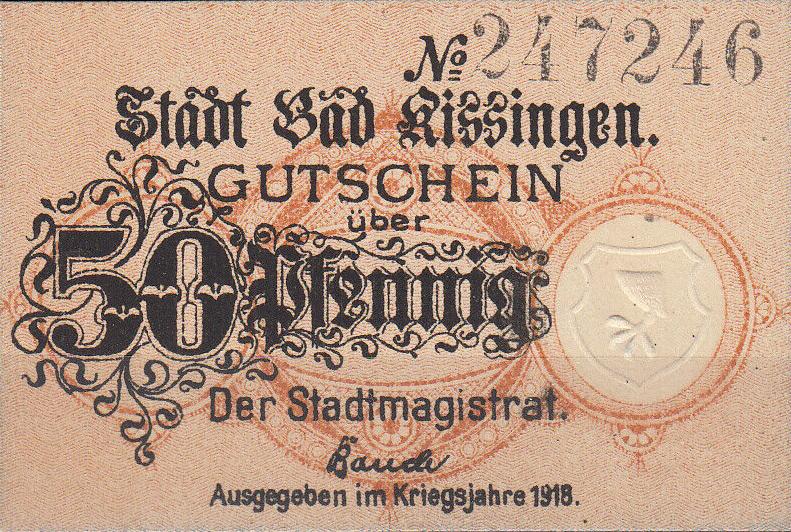 No 247246
Stadt Bad Kissingen.
GUTSCHEIN
über
50 Pfennig
Der Stadtmagistrat.
Ausgegeben im Kriegsjahre 1918.